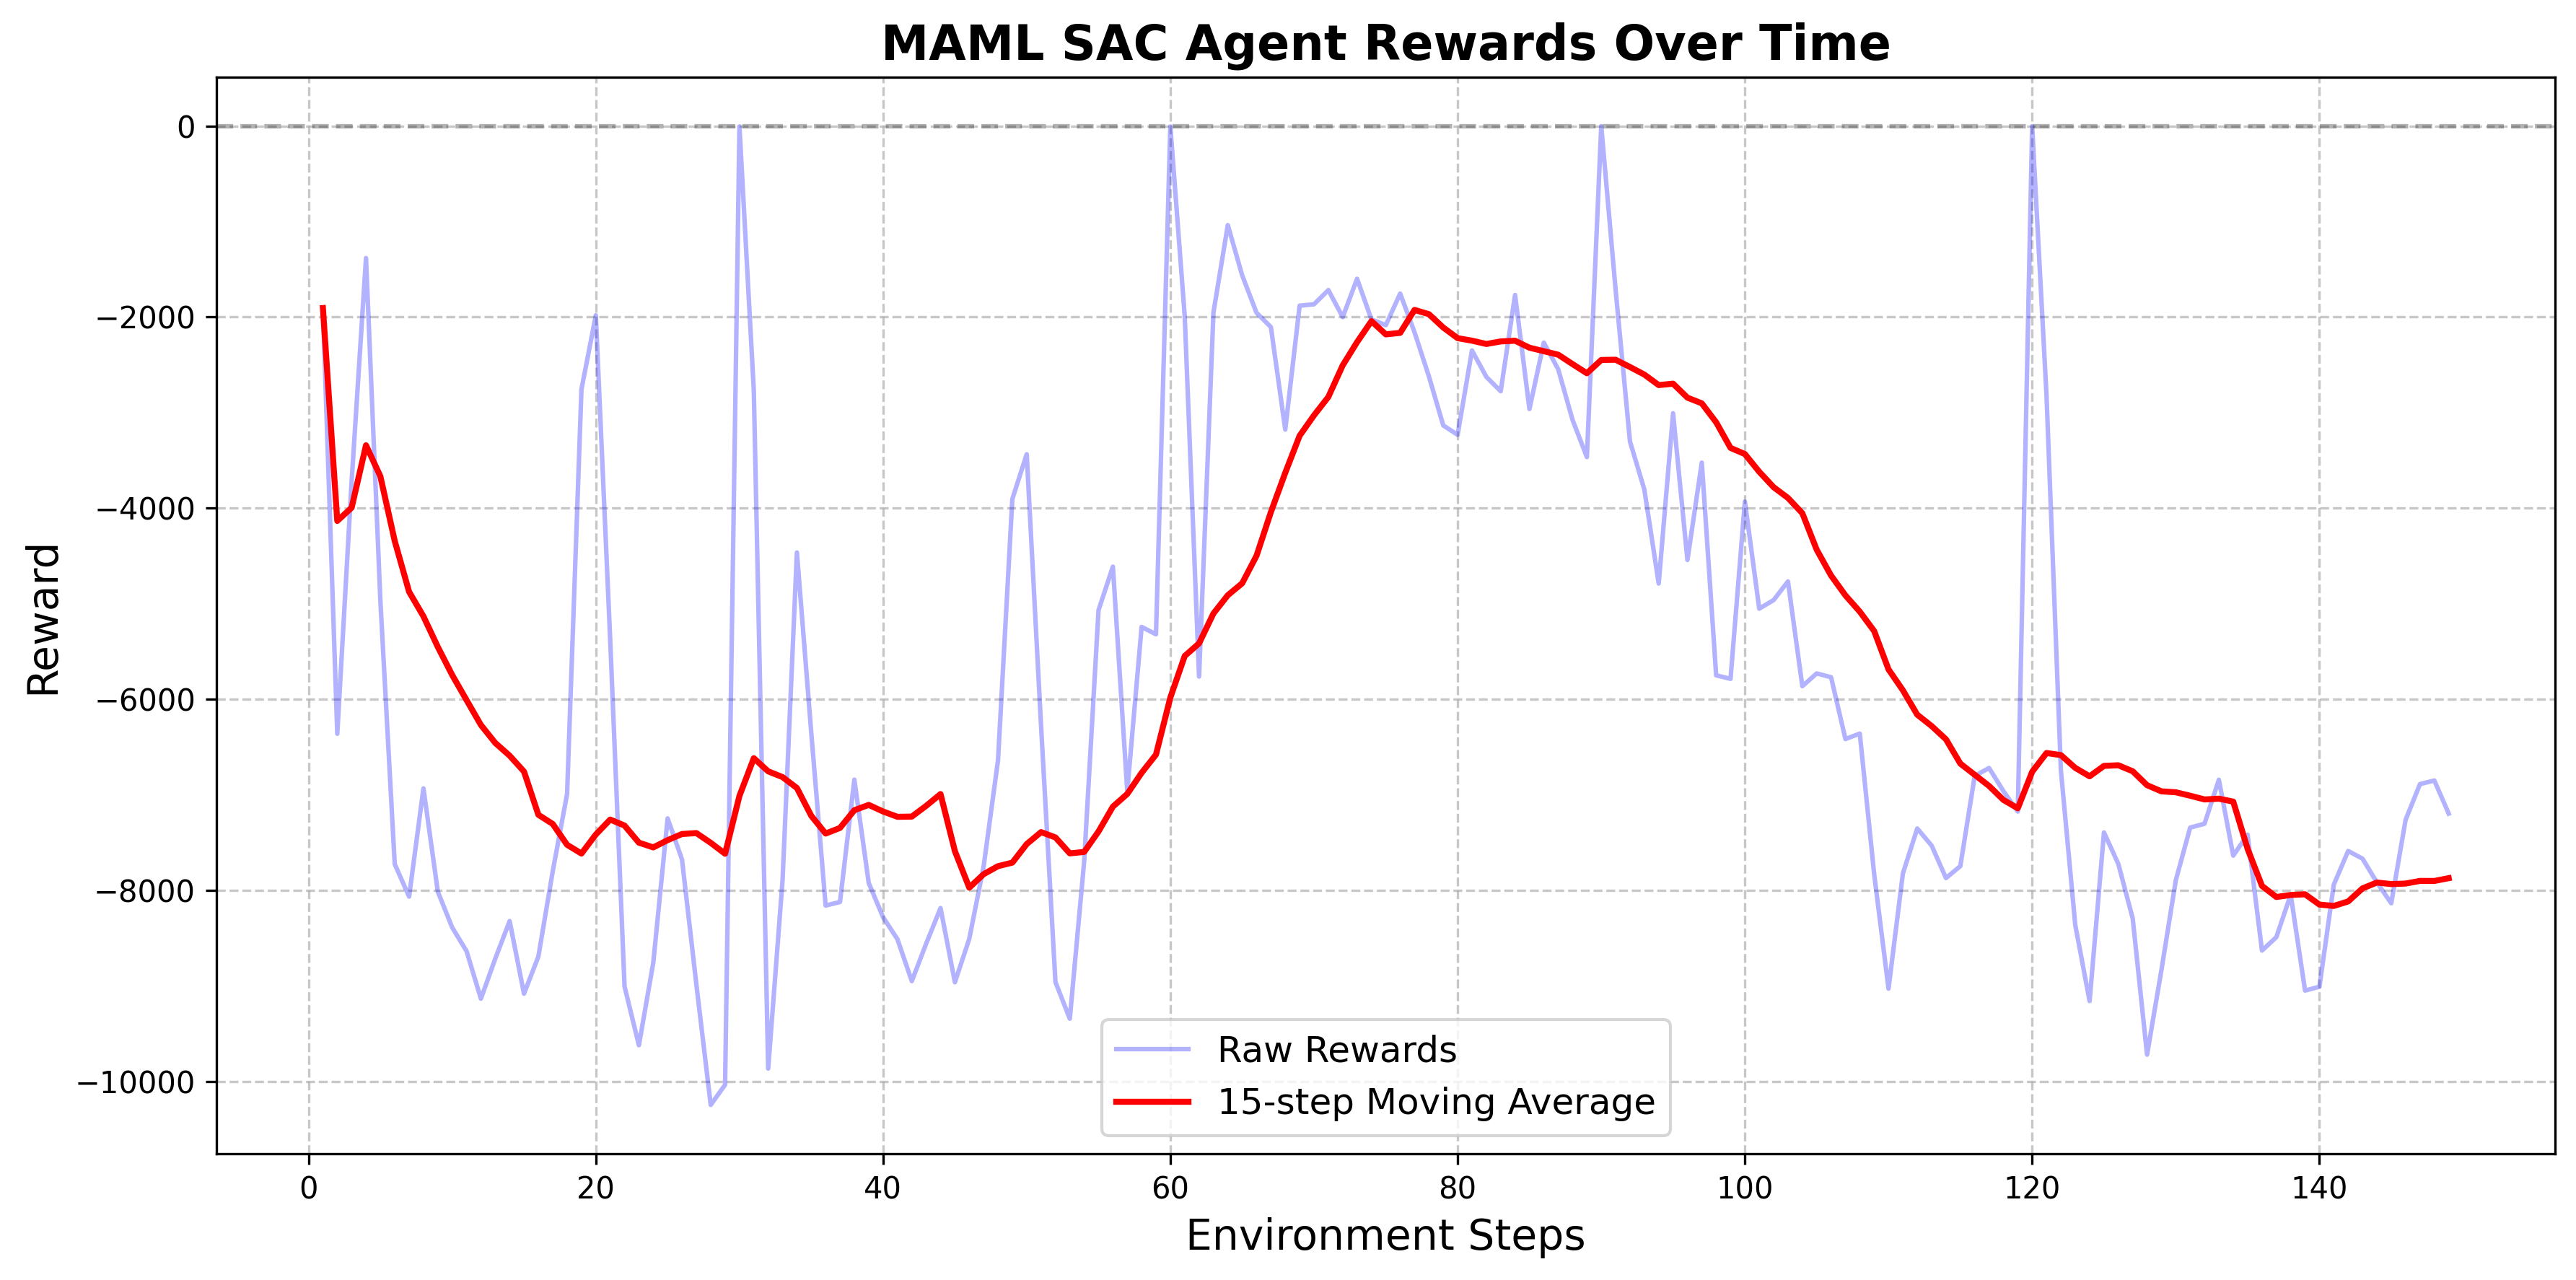 MAML SAC Agent Rewards Over Time
0
−2000
−4000
−6000
−8000
−10000
Reward
Raw Rewards
15-step Moving Average
0 20 40 60 80 100 120 140
Environment Steps